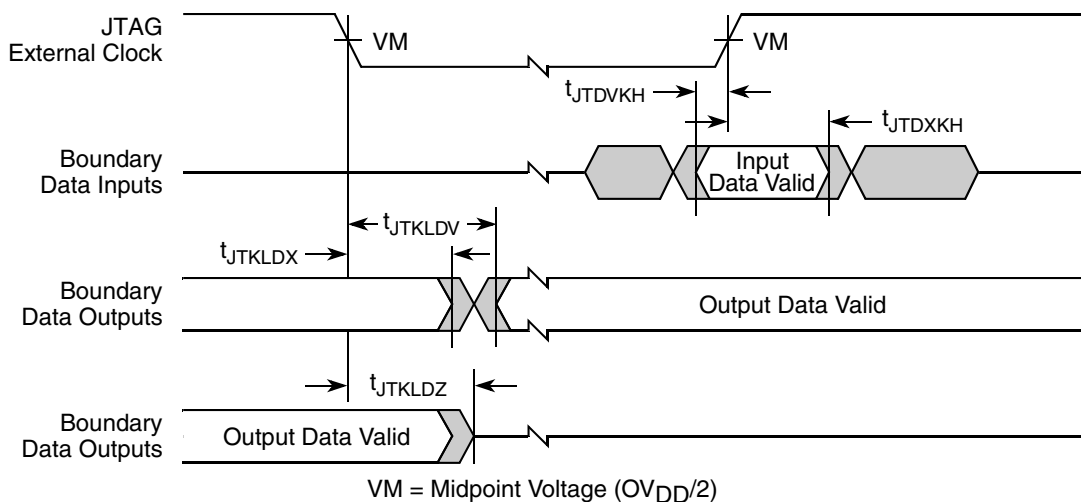 JTAG
External Clock
VM
VM
tJTDVKH
tJTDXKH
Boundary
Data Inputs
Input
Data Valid
tJTKLDV
tJTKLDX
Boundary
Data Outputs
Output Data Valid
tJTKLDZ
Boundary
Data Outputs
Output Data Valid
VM = Midpoint Voltage (OVDD/2)